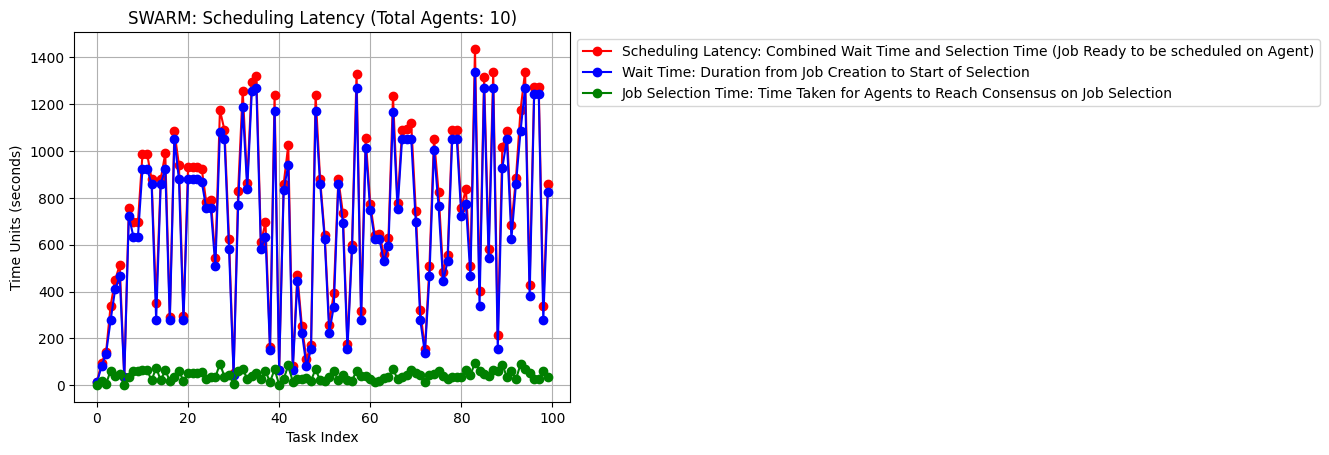 SWARM: Scheduling Latency (Total Agents: 10)
Scheduling Latency: Combined Wait Time and Selection Time (Job Ready to be scheduled on Agent)
Wait Time: Duration from Job Creation to Start of Selection
Job Selection Time: Time Taken for Agents to Reach Consensus on Job Selection
Time Units (seconds)
1400
1200
1000
800
600
400
200
0
0 20 40 60 80 100
Task Index